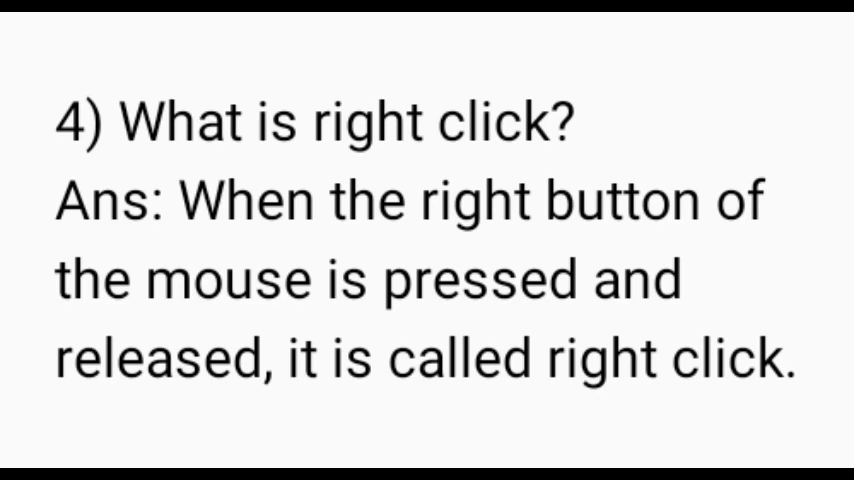 4) What is right click?
Ans: When the right button of
the mouse is pressed and
released, it is called right click.